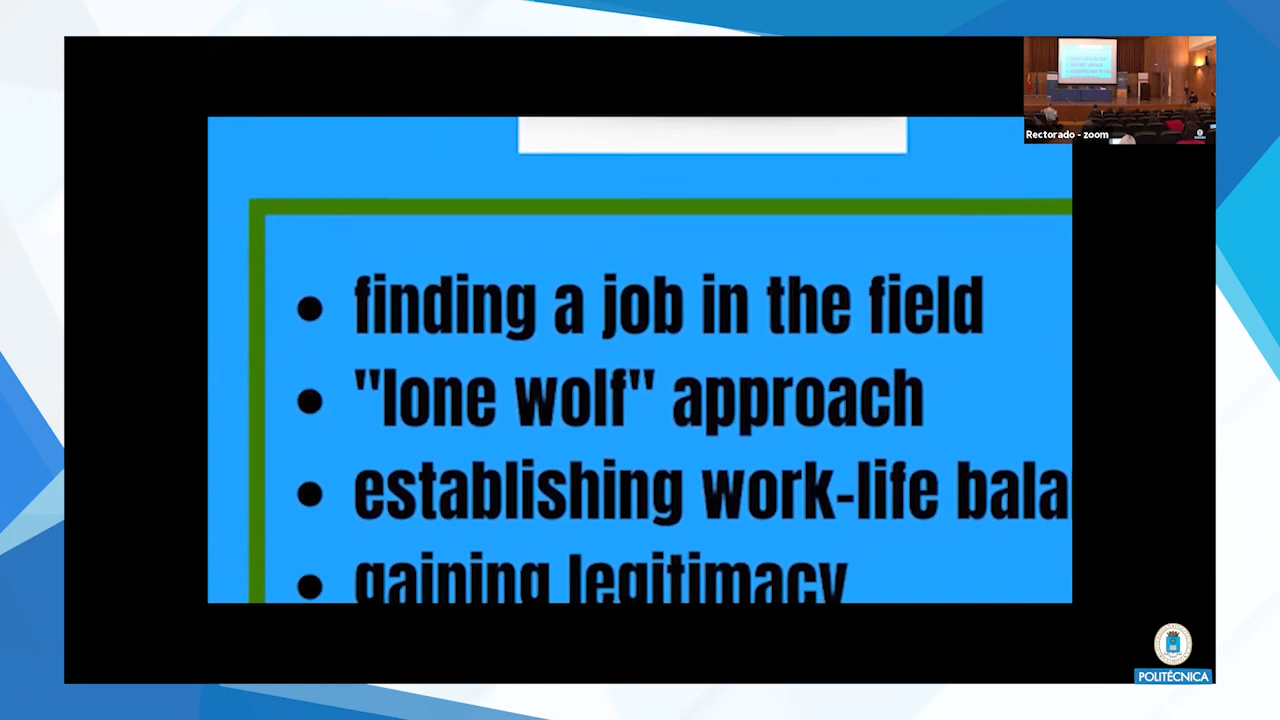 Rectorado - zoom
• finding a job in the field
• "lone wolf" approach
• establishing work-life bala
• gaining legitimacy
POLITÉCNICA